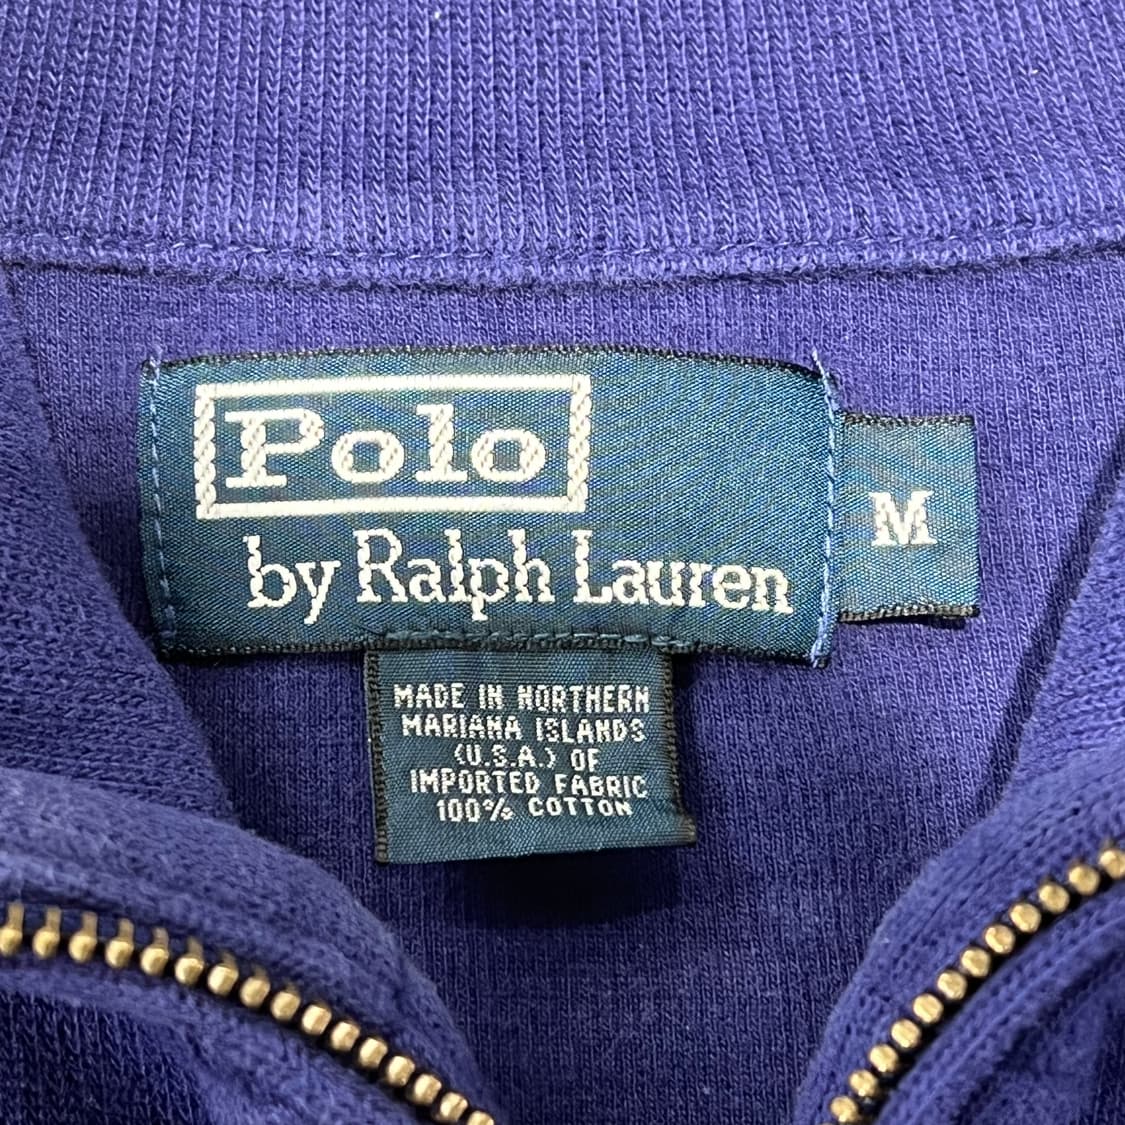 Polo
by Ralph Lauren
M
MADE IN NORTHERN
MARIANA ISLANDS
(U.S.A.) OF
IMPORTED FABRIC
100% COTTON